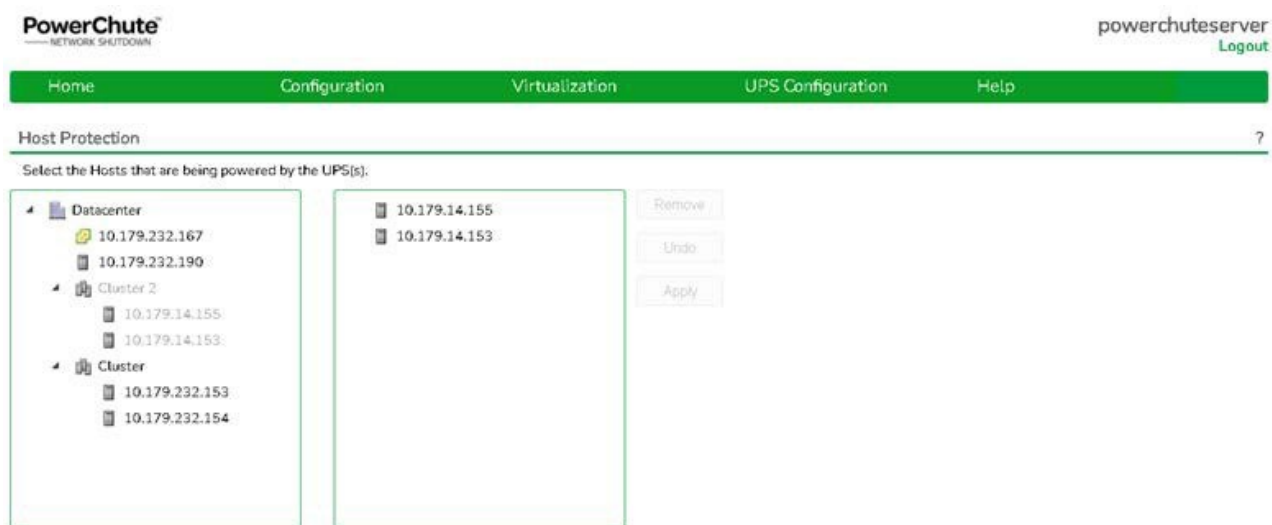 PowerChute™
NETWORK SHUTDOWN
powerchuteserver
Logout
Home Configuration Virtualization UPS Configuration Help
Host Protection ?
Select the Hosts that are being powered by the UPS(s).
Datacenter
10.179.232.167
10.179.232.190
Cluster 2
10.179.14.155
10.179.14.153
Cluster
10.179.232.153
10.179.232.154
10.179.14.155
10.179.14.153
Remove
Undo
Apply